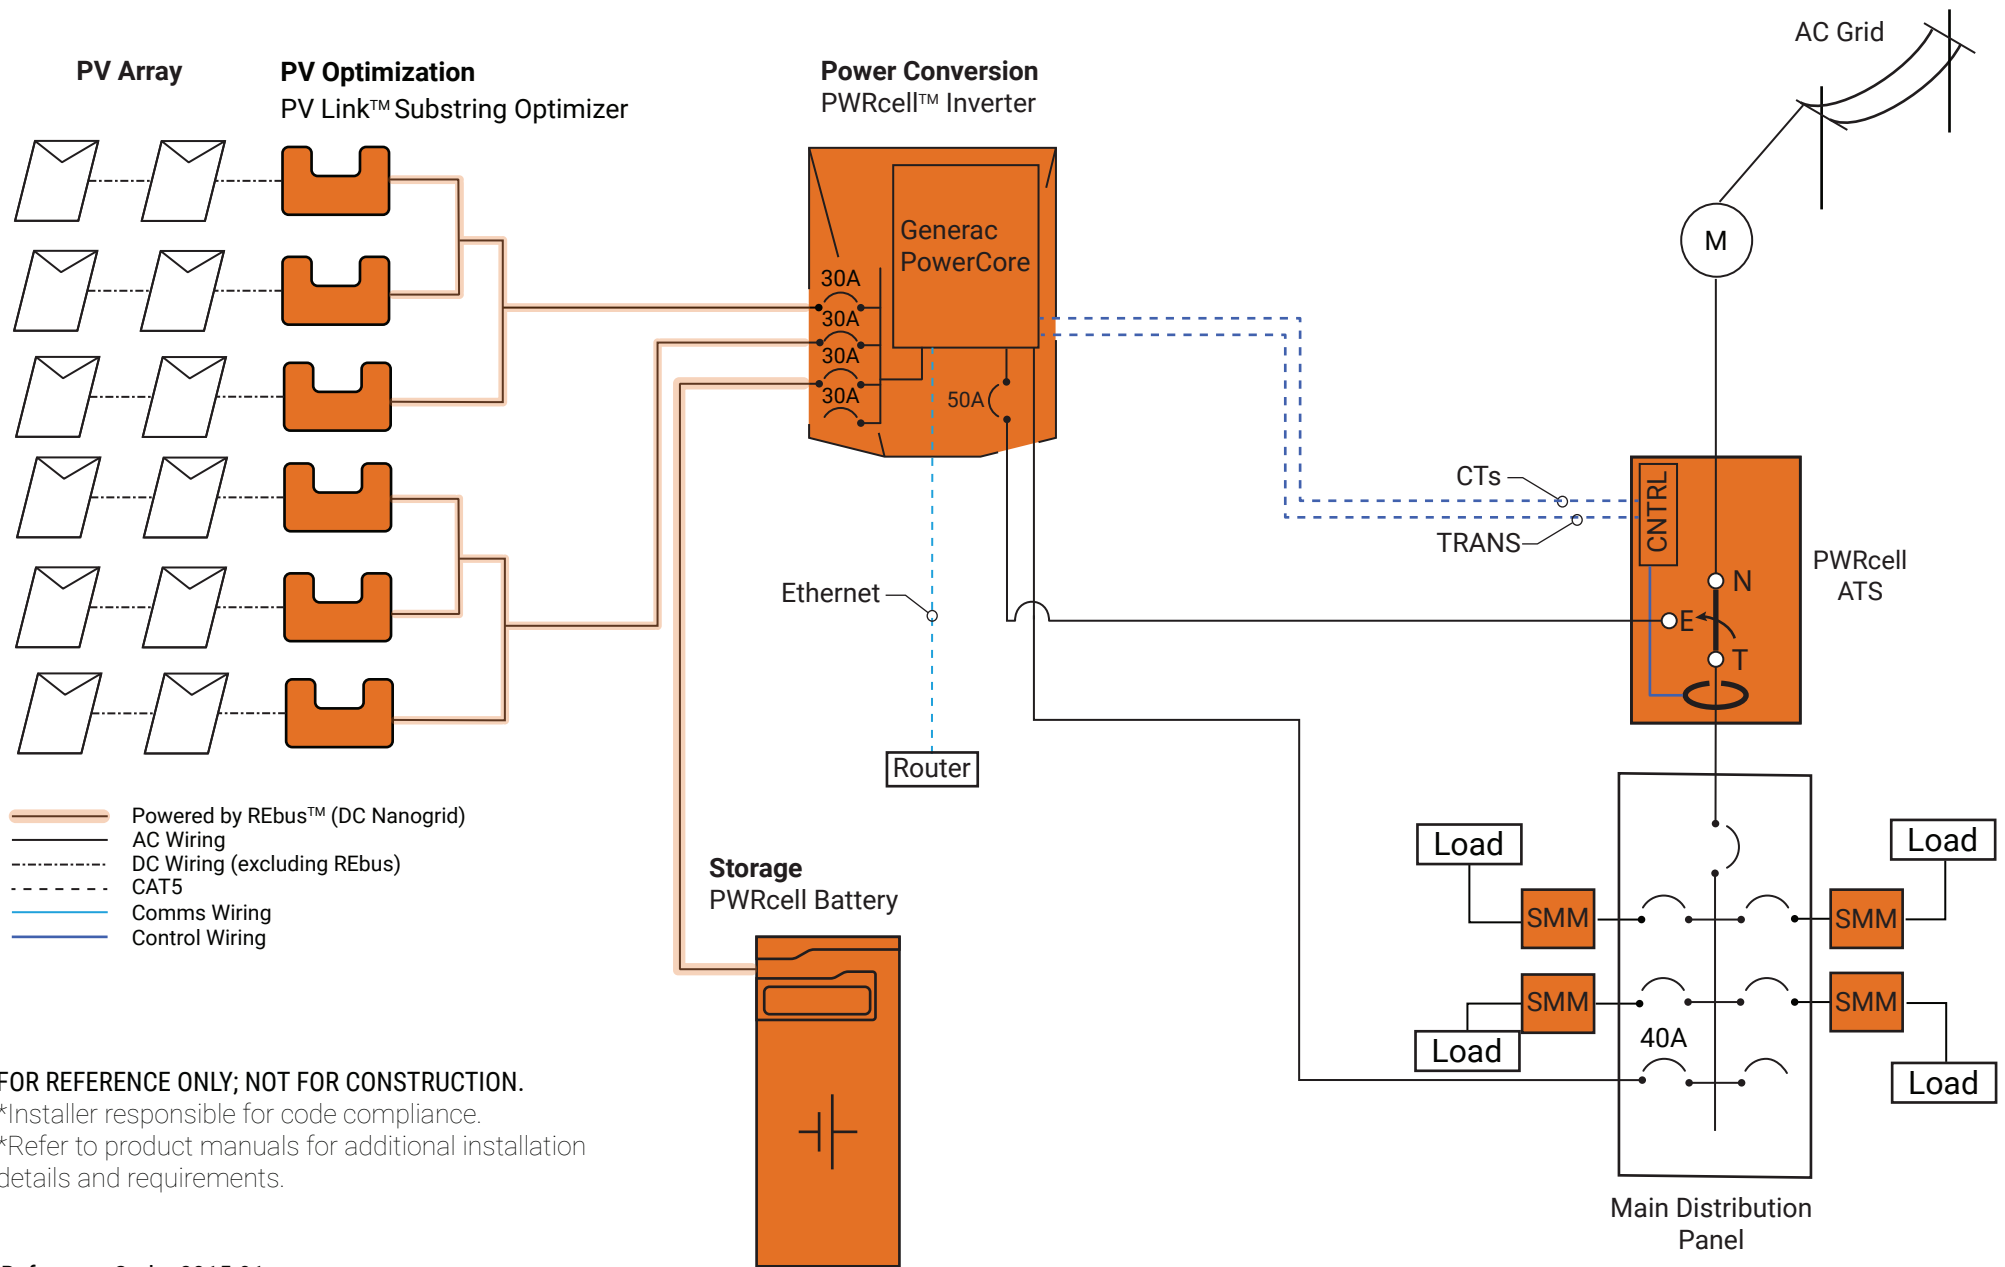 AC Grid
PV Array
PV Optimization
PV Link™ Substring Optimizer
Power Conversion
PWRcell™ Inverter
Generac
PowerCore
30A
30A
30A
30A
50A
M
CTs
TRANS
CNTRL
N
E
T
PWRcell
ATS
Ethernet
Router
Powered by REbus™ (DC Nanogrid)
AC Wiring
DC Wiring (excluding REbus)
CAT5
Comms Wiring
Control Wiring
Storage
PWRcell Battery
Load
Load
SMM
SMM
SMM
SMM
40A
Load
Load
Main Distribution
Panel
FOR REFERENCE ONLY; NOT FOR CONSTRUCTION.
*Installer responsible for code compliance.
*Refer to product manuals for additional installation
details and requirements.